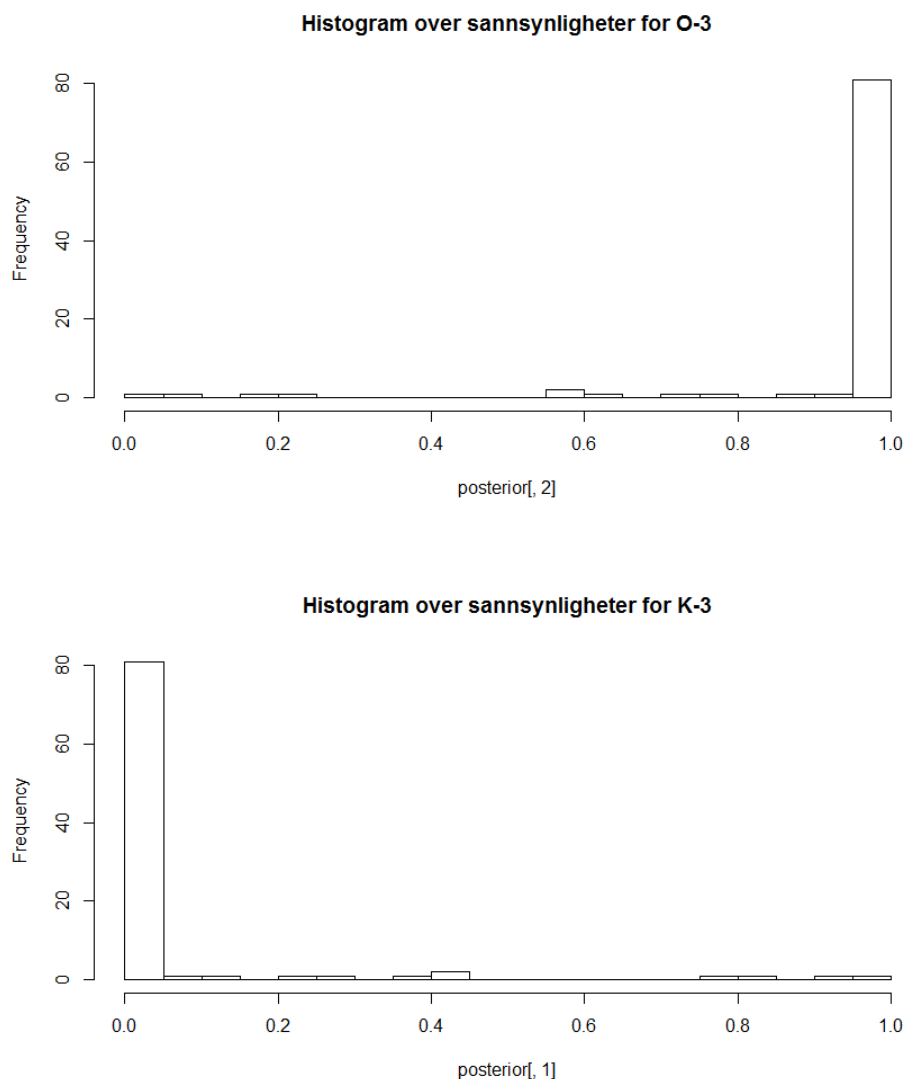 Histogram over sannsynligheter for O-3
Frequency
80
60
40
20
0
0.0 0.2 0.4 0.6 0.8 1.0
posterior[, 2]
Histogram over sannsynligheter for K-3
Frequency
80
60
40
20
0
0.0 0.2 0.4 0.6 0.8 1.0
posterior[, 1]